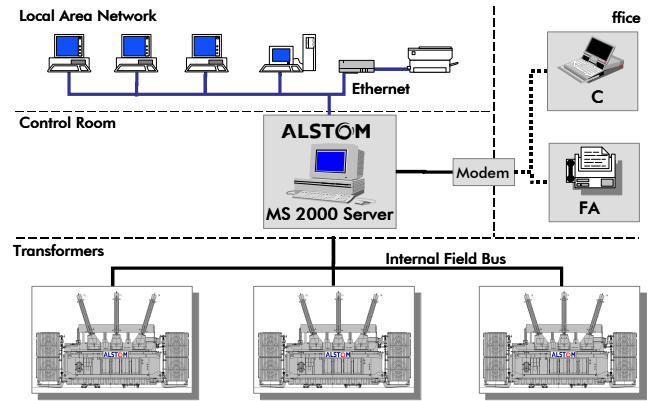 Local Area Network
ffice
Ethernet
C
Control Room
ALSTOM
MS 2000 Server
Modem
FA
Transformers
Internal Field Bus
ALSTOM
ALSTOM
ALSTOM